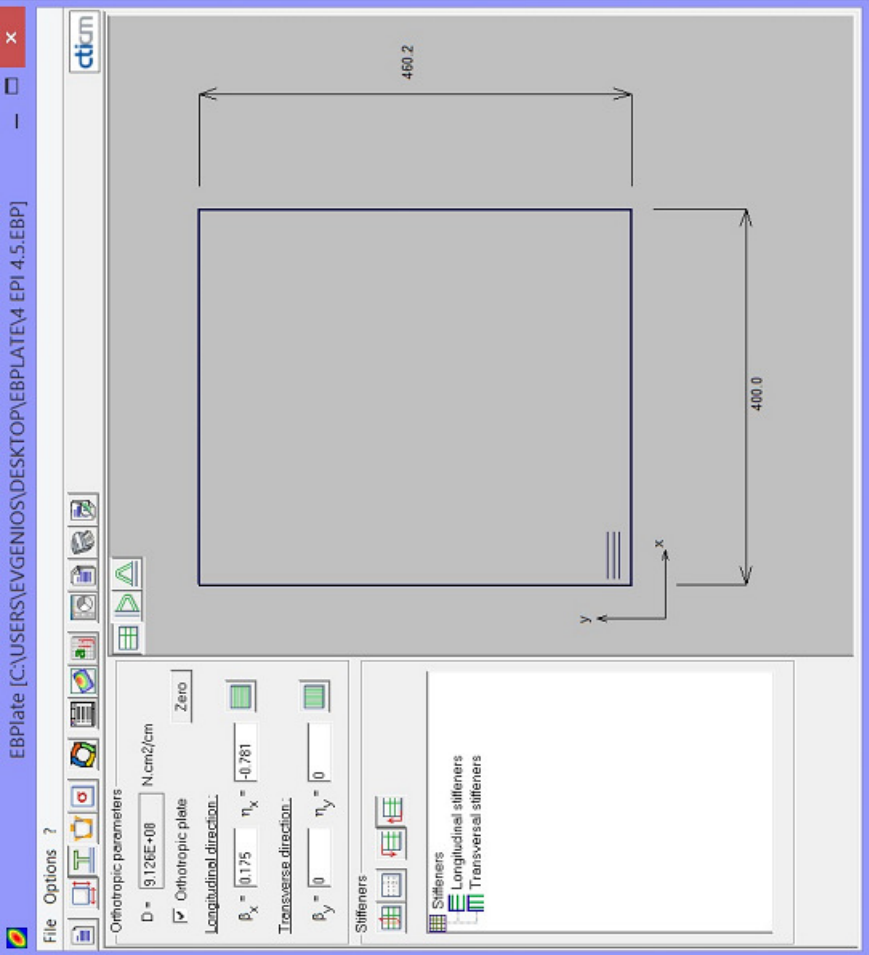 EBPlate [C:\USERS\EVGENIOS\DESKTOP\EBPLATE\4 EPI 4.5.EBP]
File Options ?
cticm
Orthotropic parameters
D = 9.126E+08 N.cm2/cm
Orthotropic plate Zero
Longitudinal direction :
βx = 0.175 ηx = -0.781
Transverse direction :
βy = 0 ηy = 0
Stiffeners
Stiffeners
Longitudinal stiffeners
Transversal stiffeners
460.2
y
x
400.0